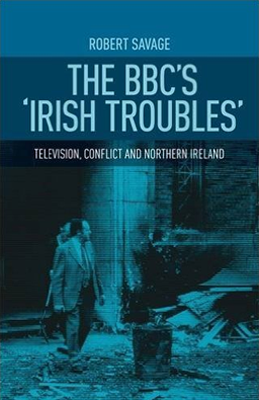 ROBERT SAVAGE
THE BBC'S
'IRISH TROUBLES'
TELEVISION, CONFLICT AND NORTHERN IRELAND